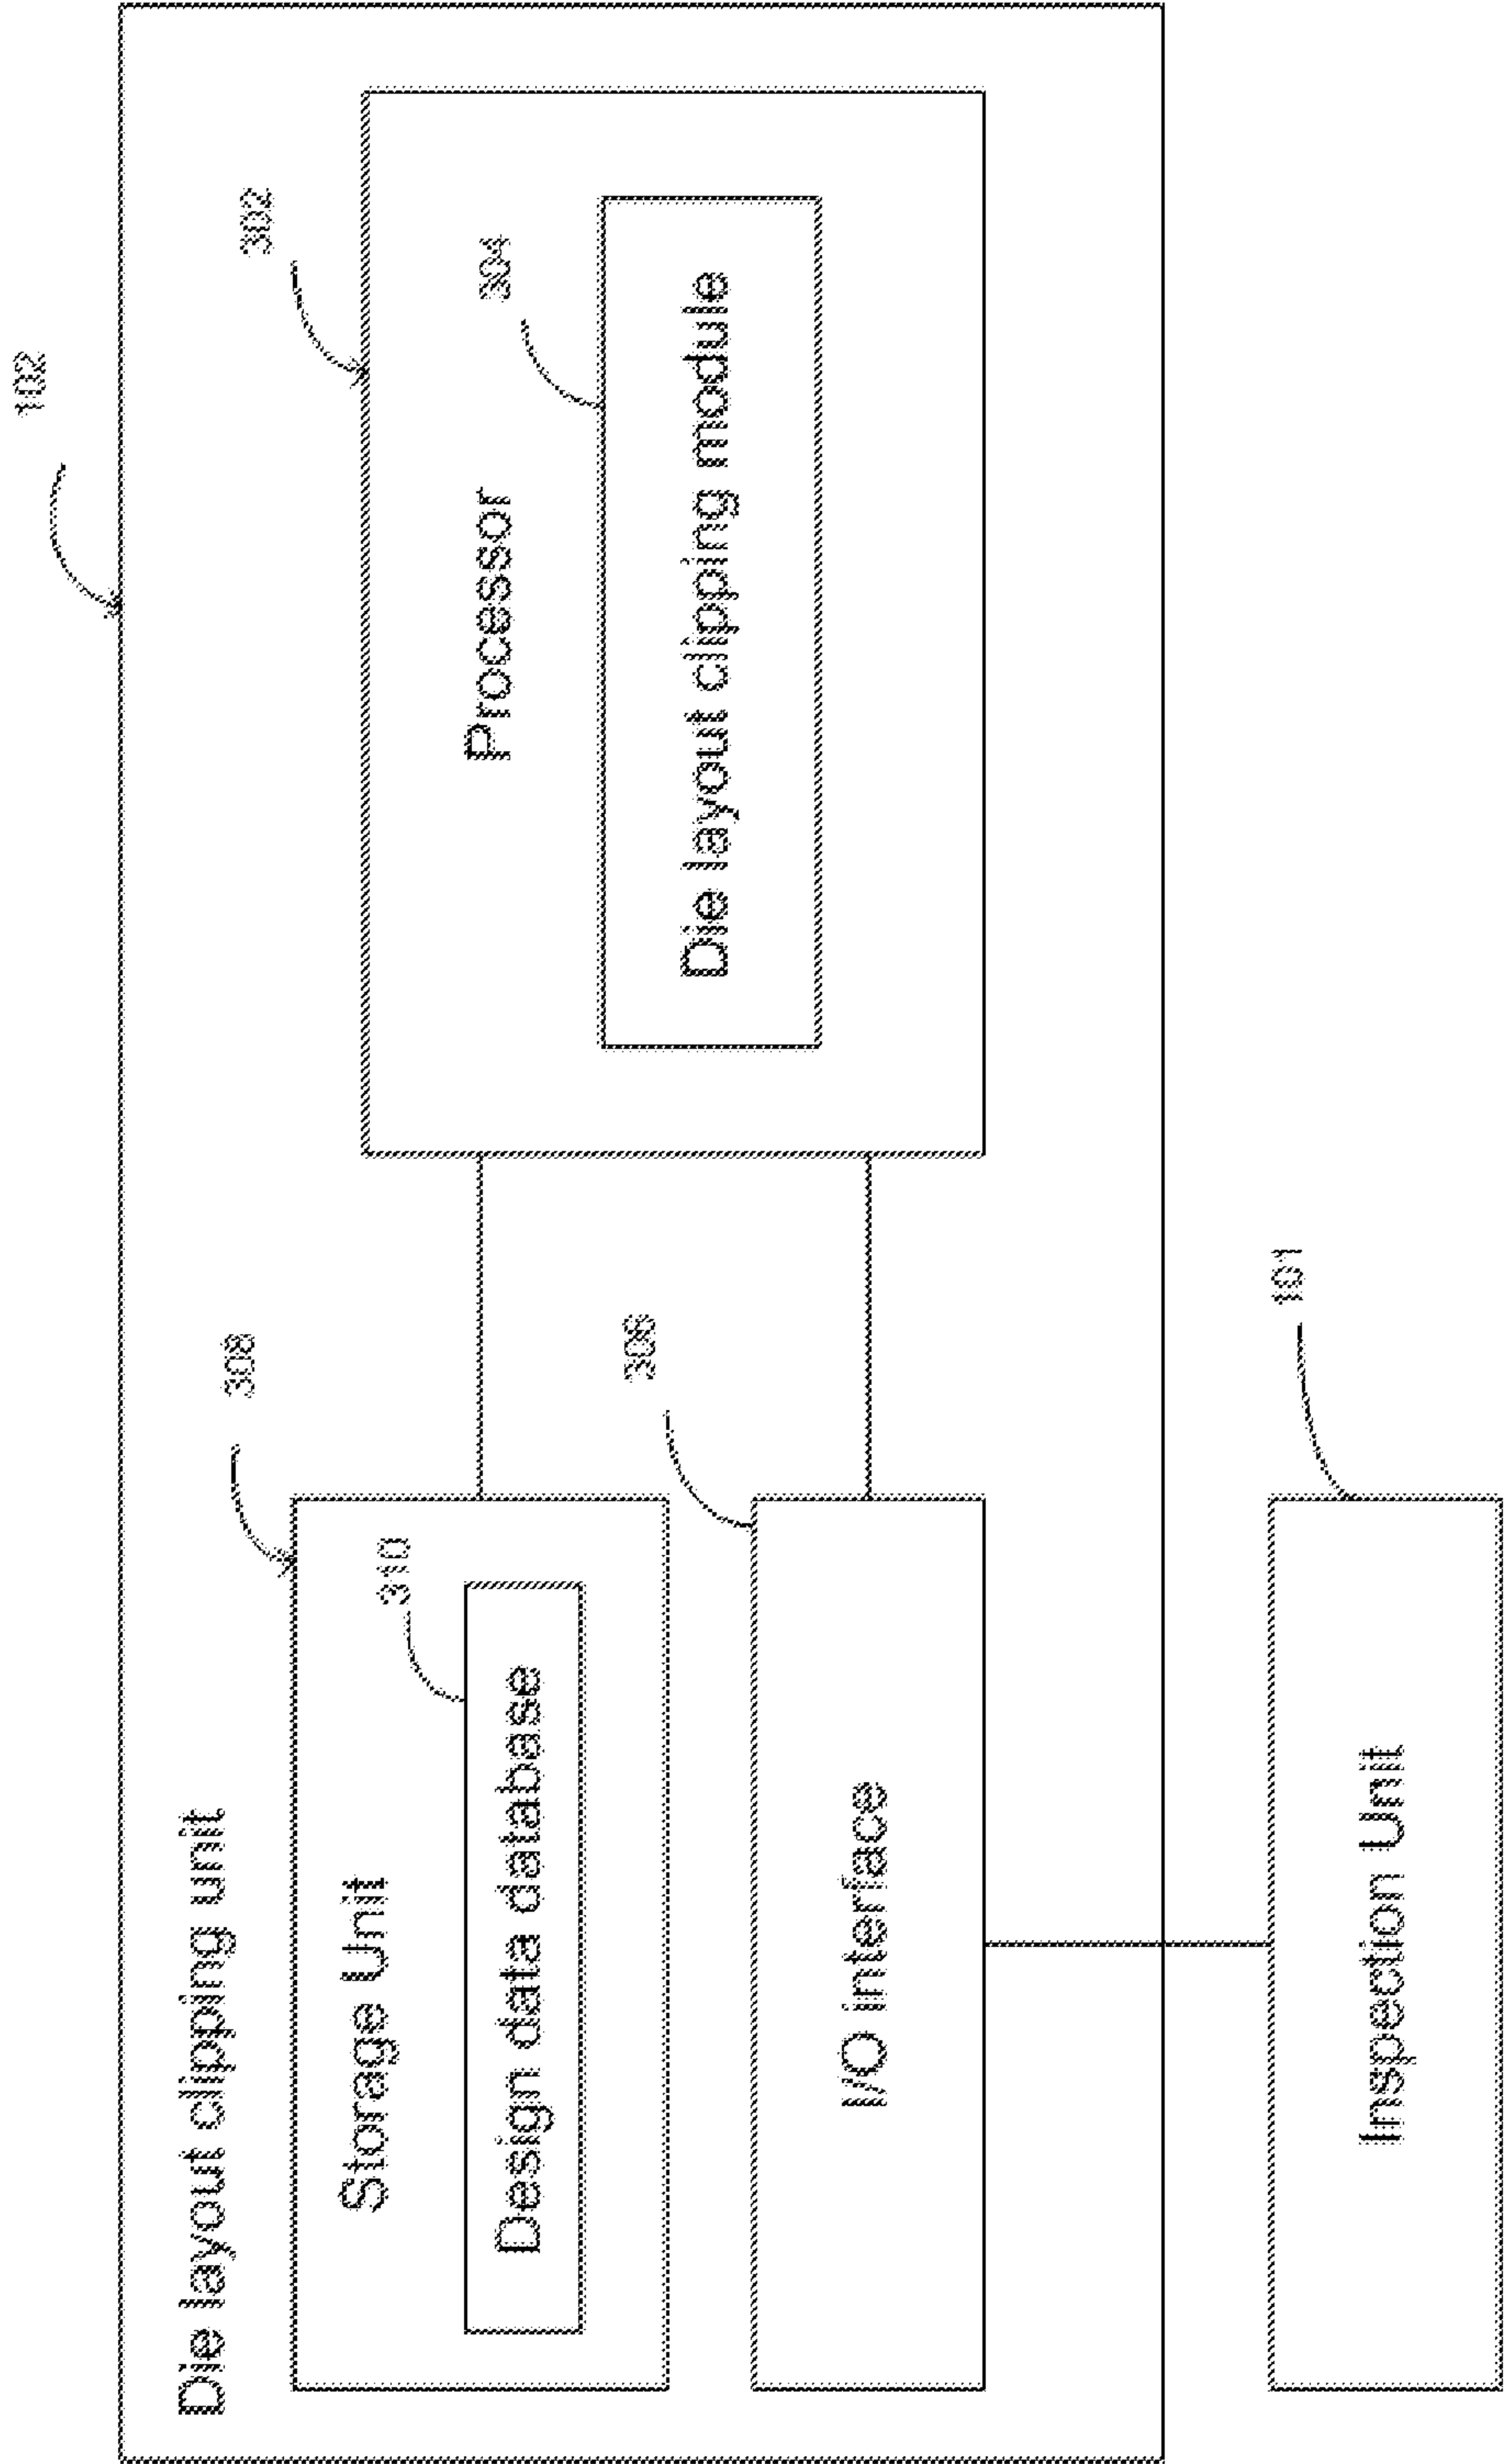 102
Die layout clipping unit
308
302
Storage Unit
310
Processor
304
Design data database
Die layout clipping module
306
I/O interface
101
Inspection Unit